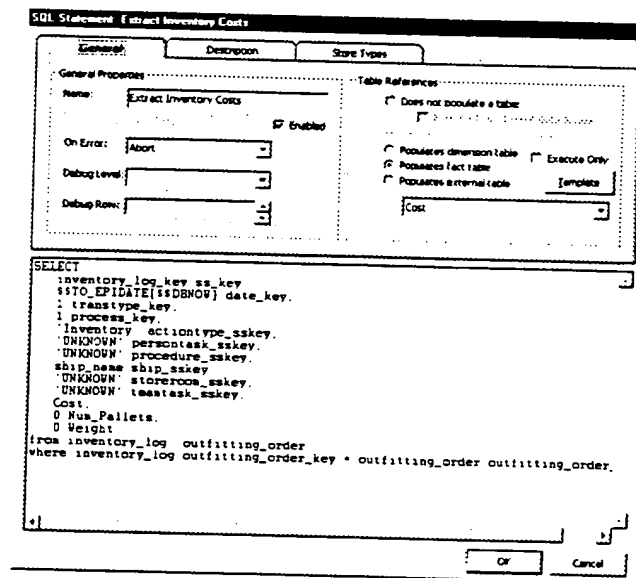 SQL Statement Extract Inventory Costs
General
Description
Store Types
General Properties
Name: Extract Inventory Costs
Enabled
On Error: Abort
Debug Level:
Debug Row:
Table References
Does not populate a table
Populates dimension table
Execute Only
Populates fact table
Populates external table
Template
Cost
SELECT
inventory_log_key ss_key
$$TO_EPIDATE[$$DBNOW} date_key.
1 transtype_key.
1 process_key.
'Inventory actiontype_sskey.
'UNKNOWN' persontask_sskey.
'UNKNOWN' procedure_sskey.
ship_name ship_sskey
'UNKNOWN' storeroom_sskey.
'UNKNOWN' teamtask_sskey.
Cost.
0 Num_Pallets.
0 Weight
from inventory_log outfitting_order
where inventory_log outfitting_order_key * outfitting_order outfitting_order_
OK
Cancel